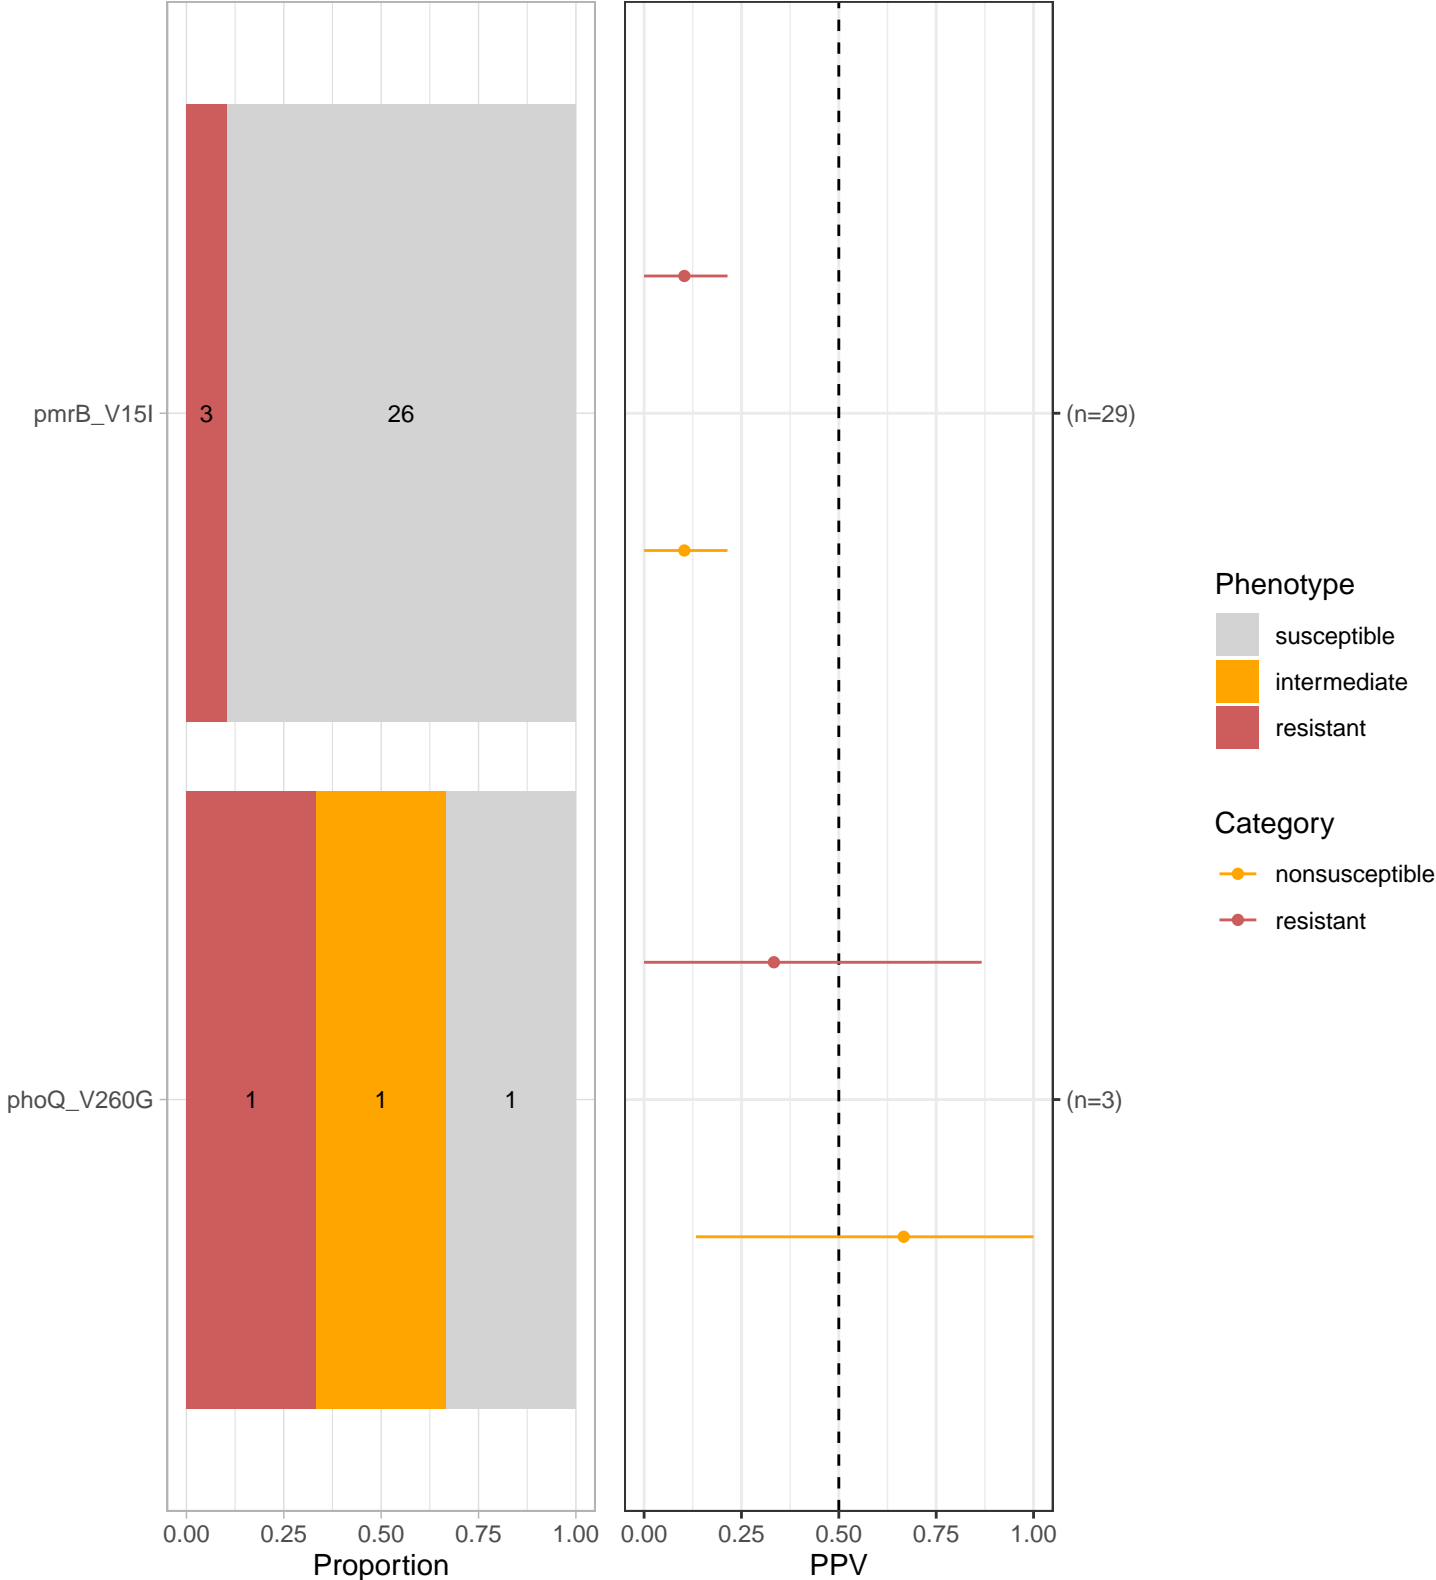 pmrB_V15I
3
26
(n=29)
phoQ_V260G
1
1
1
(n=3)
0.00
0.25
0.50
0.75
1.00
Proportion
0.00
0.25
0.50
0.75
1.00
PPV
Phenotype
susceptible
intermediate
resistant
Category
nonsusceptible
resistant